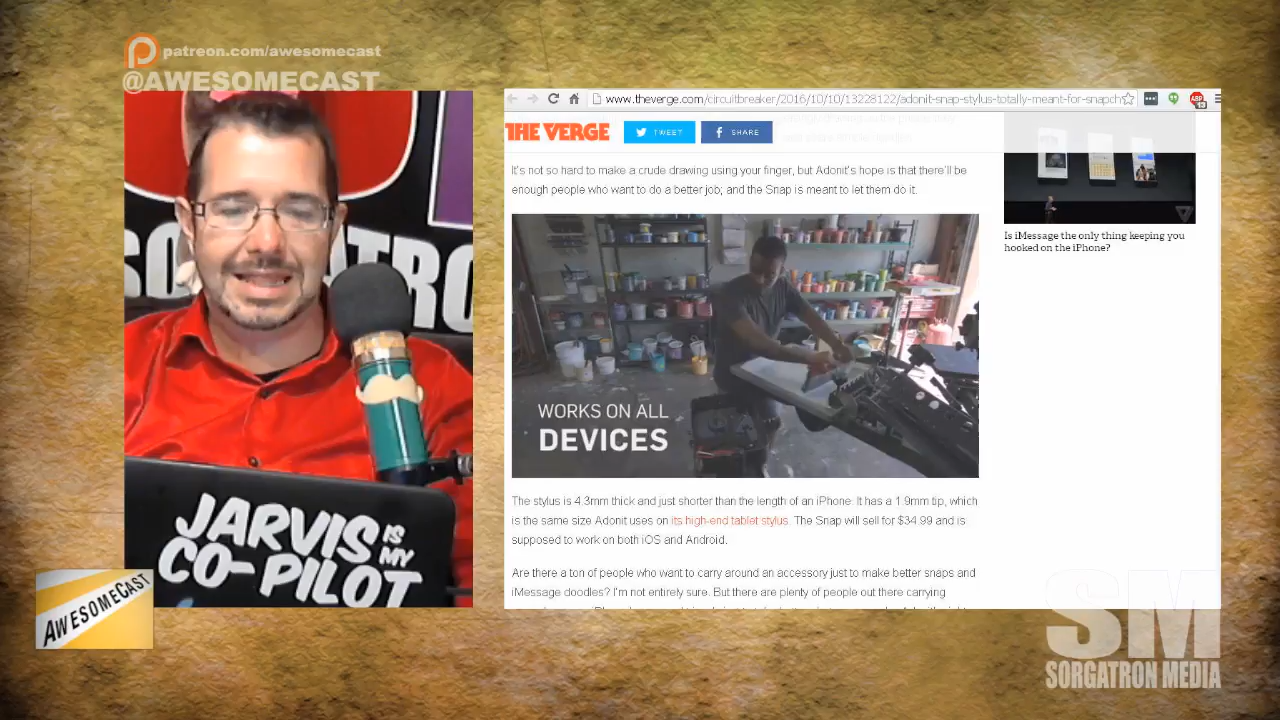 patreon.com/awesomecast
@AWESOMECAST
www.theverge.com/circuitbreaker/2016/10/10/13228122/adonit-snap-stylus-totally-meant-for-snapch
ABP
THE VERGE
TWEET
SHARE
It's not so hard to make a crude drawing using your finger, but Adonit's hope is that there'll be
enough people who want to do a better job; and the Snap is meant to let them do it.
WORKS ON ALL
DEVICES
Is iMessage the only thing keeping you
hooked on the iPhone?
The stylus is 4.3mm thick and just shorter than the length of an iPhone. It has a 1.9mm tip, which
is the same size Adonit uses on its high-end tablet stylus. The Snap will sell for $34.99 and is
supposed to work on both iOS and Android.
Are there a ton of people who want to carry around an accessory just to make better snaps and
iMessage doodles? I'm not entirely sure. But there are plenty of people out there carrying
JARVIS IS
MY
CO-PILOT
AWESOMECAST
SM
SORGATRON MEDIA